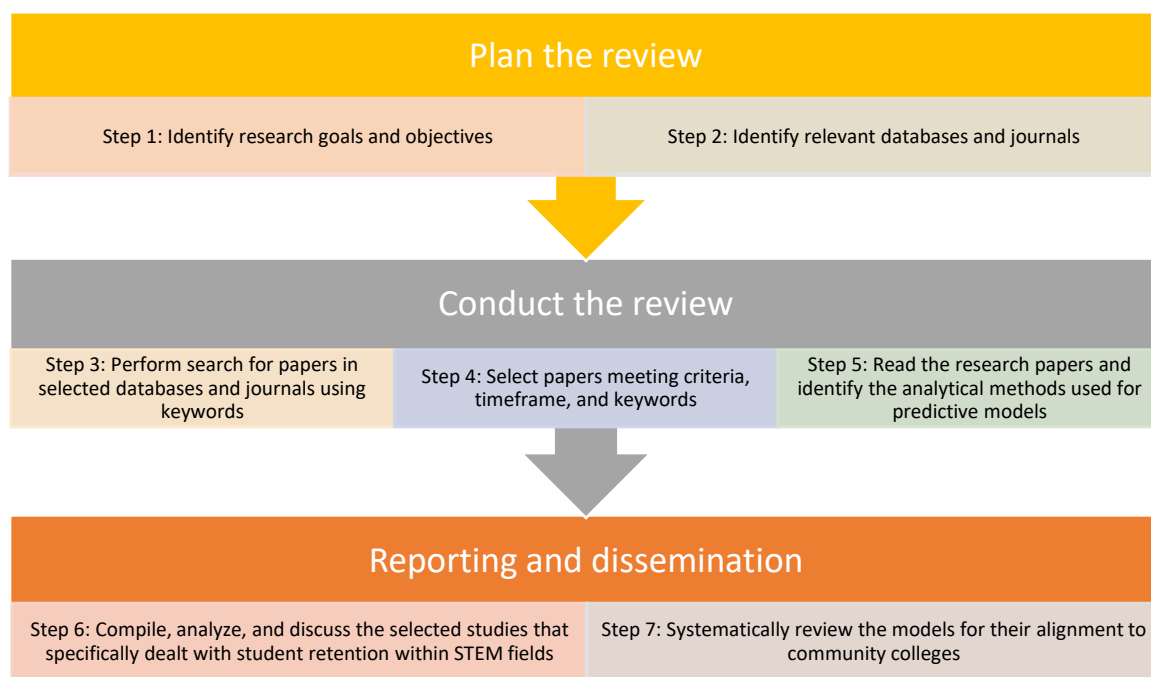 Plan the review
Step 1: Identify research goals and objectives
Step 2: Identify relevant databases and journals
Conduct the review
Step 3: Perform search for papers in
selected databases and journals using
keywords
Step 4: Select papers meeting criteria,
timeframe, and keywords
Step 5: Read the research papers and
identify the analytical methods used for
predictive models
Reporting and dissemination
Step 6: Compile, analyze, and discuss the selected studies that
specifically dealt with student retention within STEM fields
Step 7: Systematically review the models for their alignment to
community colleges